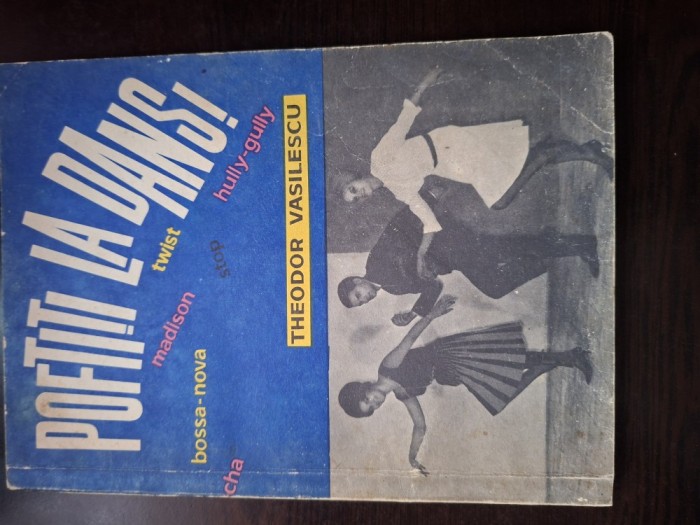 POFTIȚI LA DANS!
hully-gully
twist
stop
madison
bossa-nova
cha
THEODOR VASILESCU